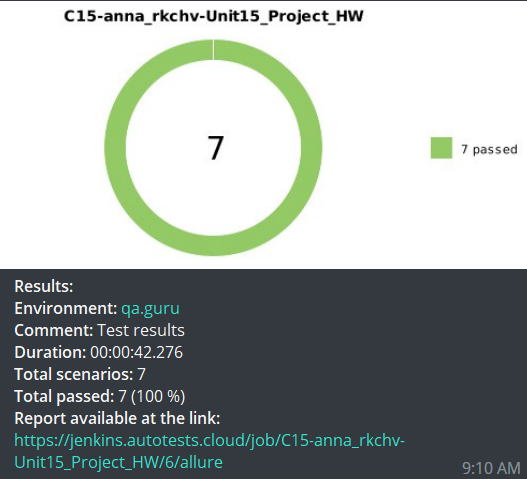 C15-anna_rkchv-Unit15_Project_HW
7
7 passed
Results:
Environment: qa.guru
Comment: Test results
Duration: 00:00:42.276
Total scenarios: 7
Total passed: 7 (100 %)
Report available at the link:
https://jenkins.autotests.cloud/job/C15-anna_rkchv-
Unit15_Project_HW/6/allure
9:10 AM